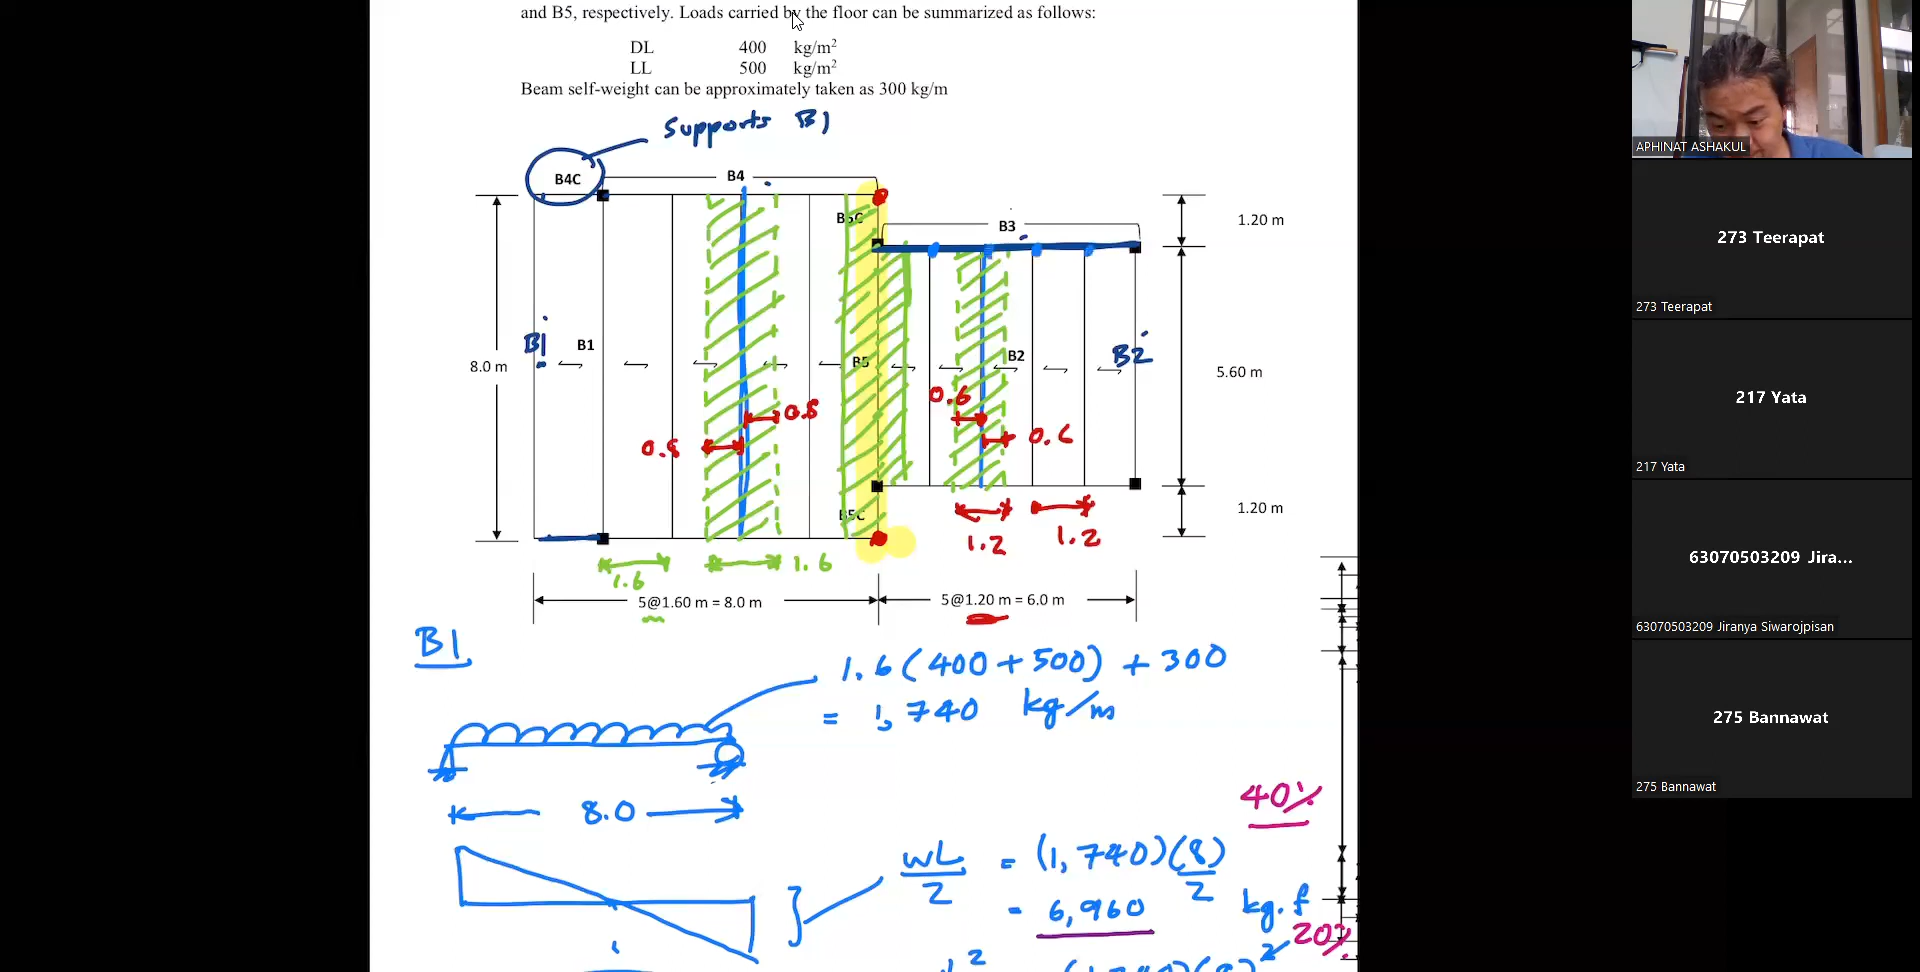 and B5, respectively. Loads carried by the floor can be summarized as follows:
DL 400 kg/m²
LL 500 kg/m²
Beam self-weight can be approximately taken as 300 kg/m
Supports B1
B4C
B4
B5C
B3
1.20 m
8.0 m
B1
B1
B5
B2
B2
5.60 m
0.8
0.8
0.6
0.6
B5C
1.20 m
1.2
1.2
1.6
1.6
5@1.60 m = 8.0 m
5@1.20 m = 6.0 m
B1
1.6(400+500) + 300
= 1,740 kg/m
8.0
40%
wL/2 = (1,740)(8)/2
= 6,960 kg.f
20%
APHINAT ASHAKUL
273 Teerapat
273 Teerapat
217 Yata
217 Yata
63070503209 Jira...
63070503209 Jiranya Siwarojpisan
275 Bannawat
275 Bannawat